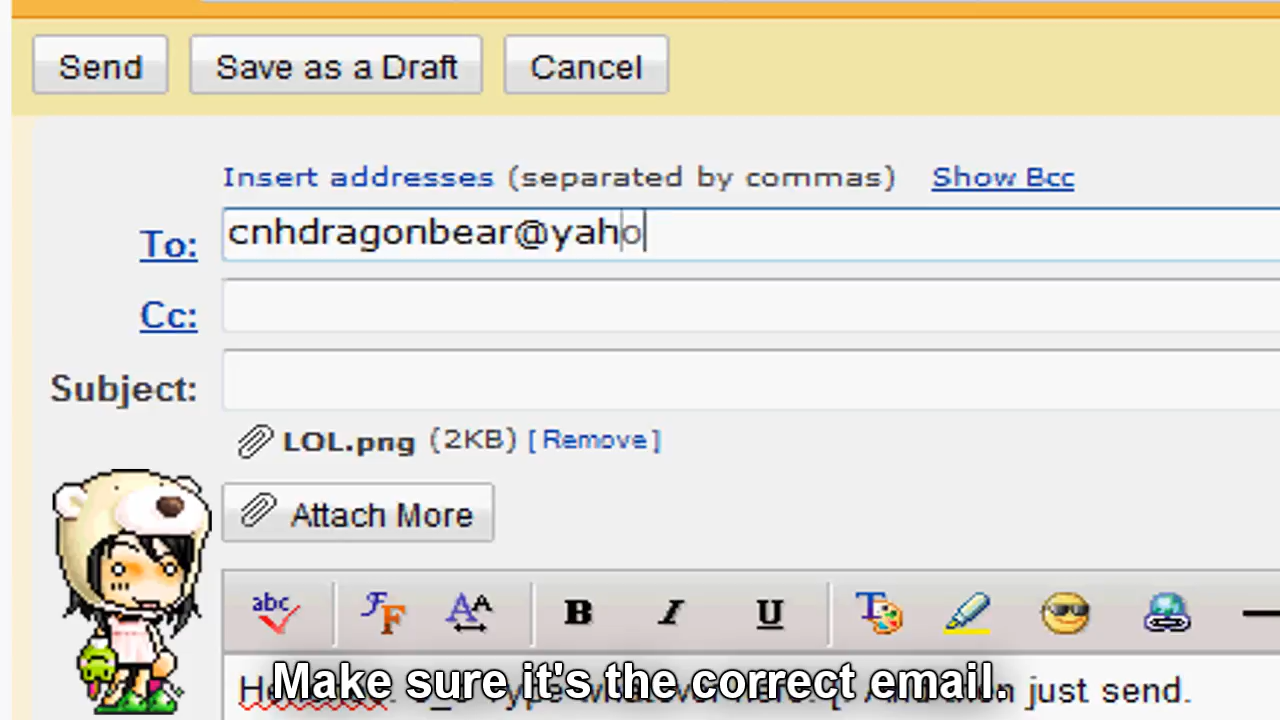 Send Save as a Draft Cancel
Insert addresses (separated by commas) Show Bcc
To: cnhdragonbear@yaho
Cc:
Subject:
LOL.png (2KB) [ Remove ]
Attach More
abc F F A A B I U T
Make sure it's the correct email.
just send.